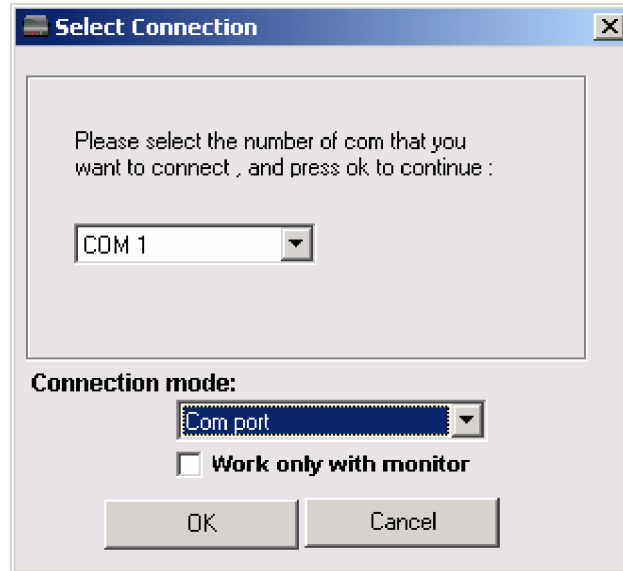 Select Connection
Please select the number of com that you
want to connect , and press ok to continue :
COM 1
Connection mode:
Com port
Work only with monitor
OK
Cancel